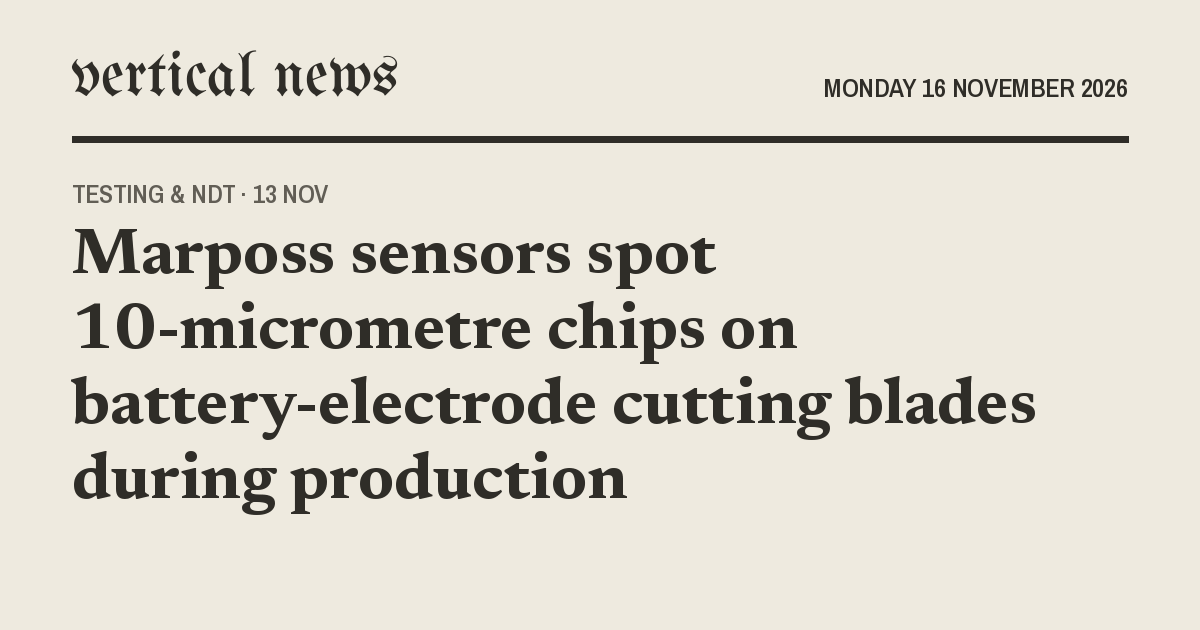 vertical news
MONDAY 16 NOVEMBER 2026
TESTING & NDT · 13 NOV
Marposs sensors spot
10-micrometre chips on
battery-electrode cutting blades
during production